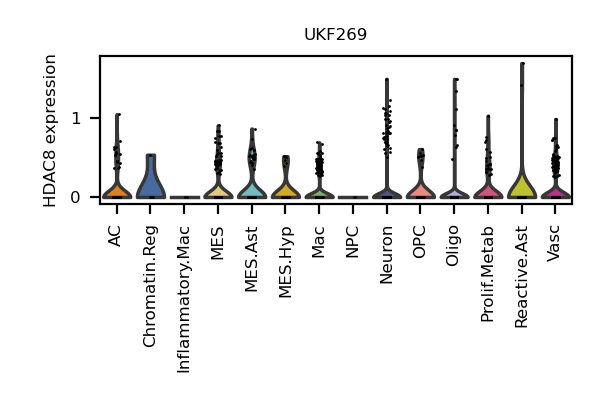 UKF269
HDAC8 expression
1
0
AC
Chromatin.Reg
Inflammatory.Mac
MES
MES.Ast
MES.Hyp
Mac
NPC
Neuron
OPC
Oligo
Prolif.Metab
Reactive.Ast
Vasc